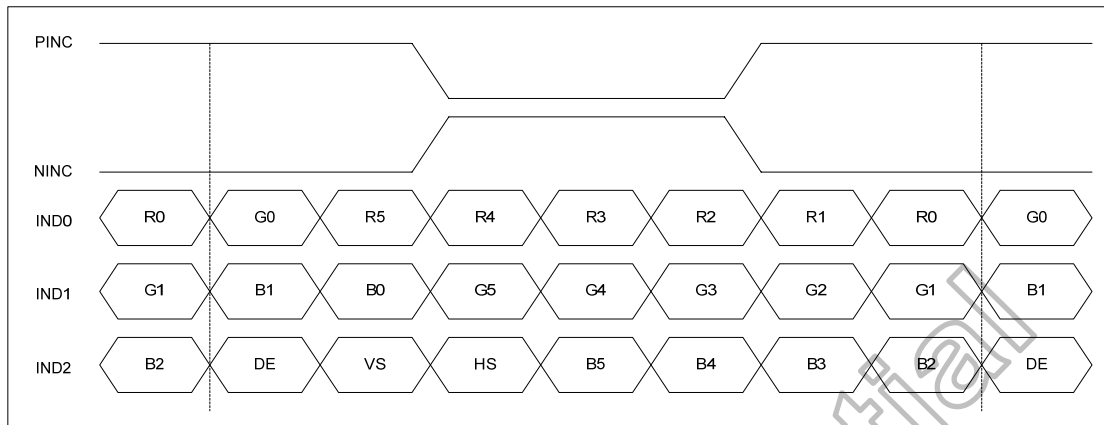 PINC
NINC
IND0 R0 G0 R5 R4 R3 R2 R1 R0 G0
IND1 G1 B1 B0 G5 G4 G3 G2 G1 B1
IND2 B2 DE VS HS B5 B4 B3 B2 DE
tial